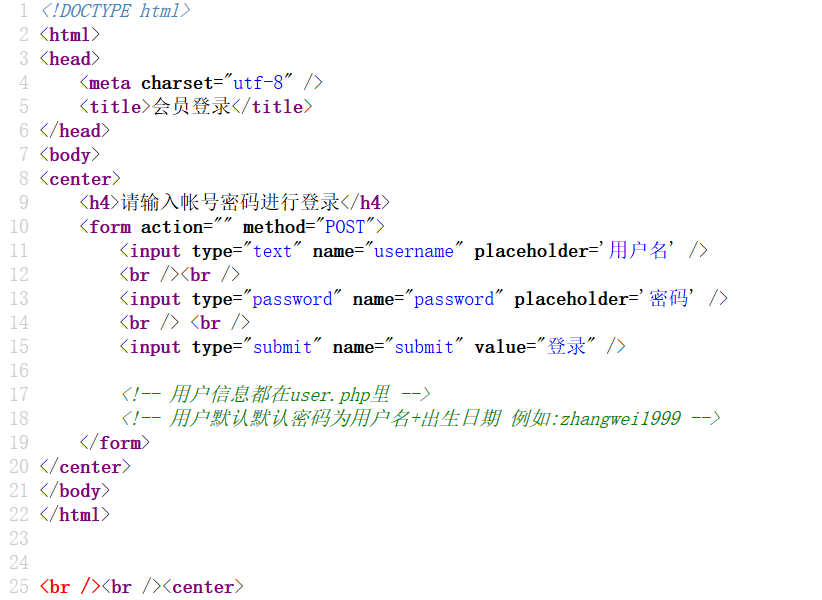 1 <!DOCTYPE html>
2 <html>
3 <head>
4     <meta charset="utf-8" />
5     <title>会员登录</title>
6 </head>
7 <body>
8 <center>
9     <h4>请输入帐号密码进行登录</h4>
10     <form action="" method="POST">
11         <input type="text" name="username" placeholder='用户名' />
12         <br /><br />
13         <input type="password" name="password" placeholder='密码' />
14         <br /> <br />
15         <input type="submit" name="submit" value="登录" />
16
17         <!-- 用户信息都在user.php里 -->
18         <!-- 用户默认默认密码为用户名+出生日期 例如:zhangwei1999 -->
19     </form>
20 </center>
21 </body>
22 </html>
23
24
25 <br /><br /><center>